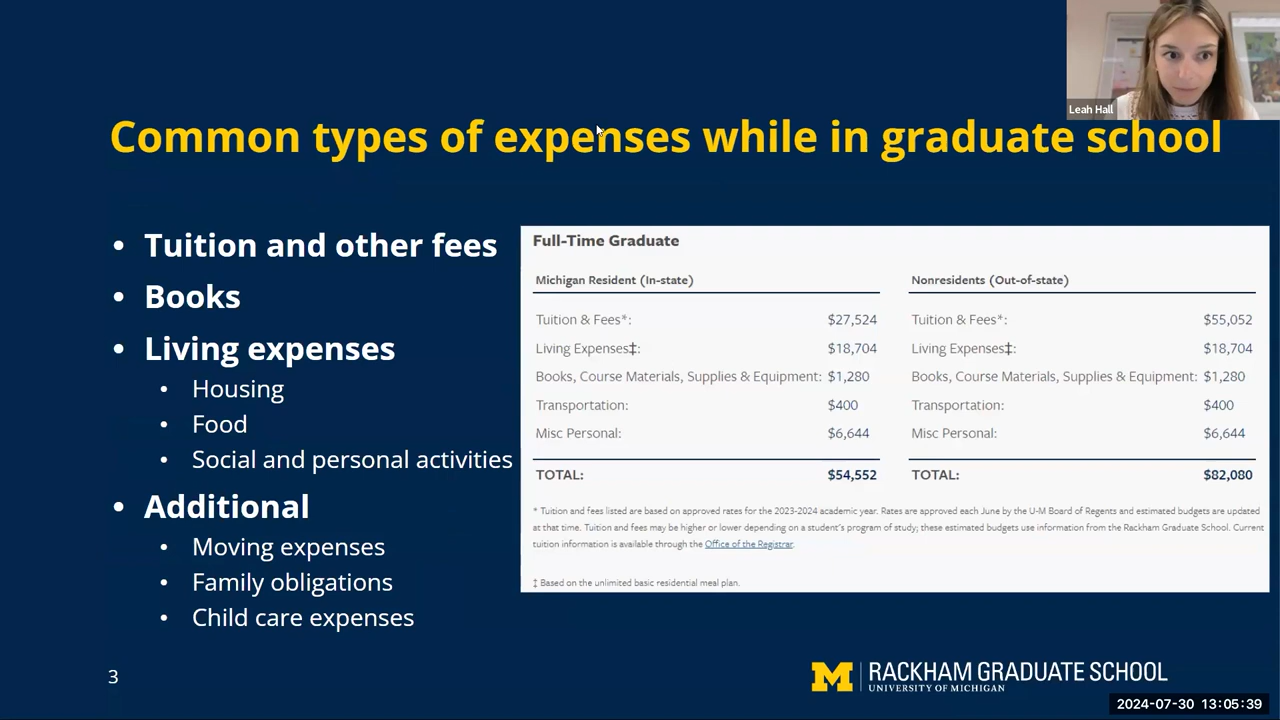 Leah Hall
Common types of expenses while in graduate school
• Tuition and other fees
• Books
• Living expenses
• Housing
• Food
• Social and personal activities
• Additional
• Moving expenses
• Family obligations
• Child care expenses
Full-Time Graduate
Michigan Resident (In-state)
Tuition & Fees*: $27,524
Living Expenses‡: $18,704
Books, Course Materials, Supplies & Equipment: $1,280
Transportation: $400
Misc Personal: $6,644
TOTAL: $54,552
Nonresidents (Out-of-state)
Tuition & Fees*: $55,052
Living Expenses‡: $18,704
Books, Course Materials, Supplies & Equipment: $1,280
Transportation: $400
Misc Personal: $6,644
TOTAL: $82,080
* Tuition and fees listed are based on approved rates for the 2023-2024 academic year. Rates are approved each June by the U-M Board of Regents and estimated budgets are updated
at that time. Tuition and fees may be higher or lower depending on a student's program of study; these estimated budgets use information from the Rackham Graduate School. Current
tuition information is available through the Office of the Registrar.
‡ Based on the unlimited basic residential meal plan.
3
M RACKHAM GRADUATE SCHOOL
UNIVERSITY OF MICHIGAN
2024-07-30 13:05:39